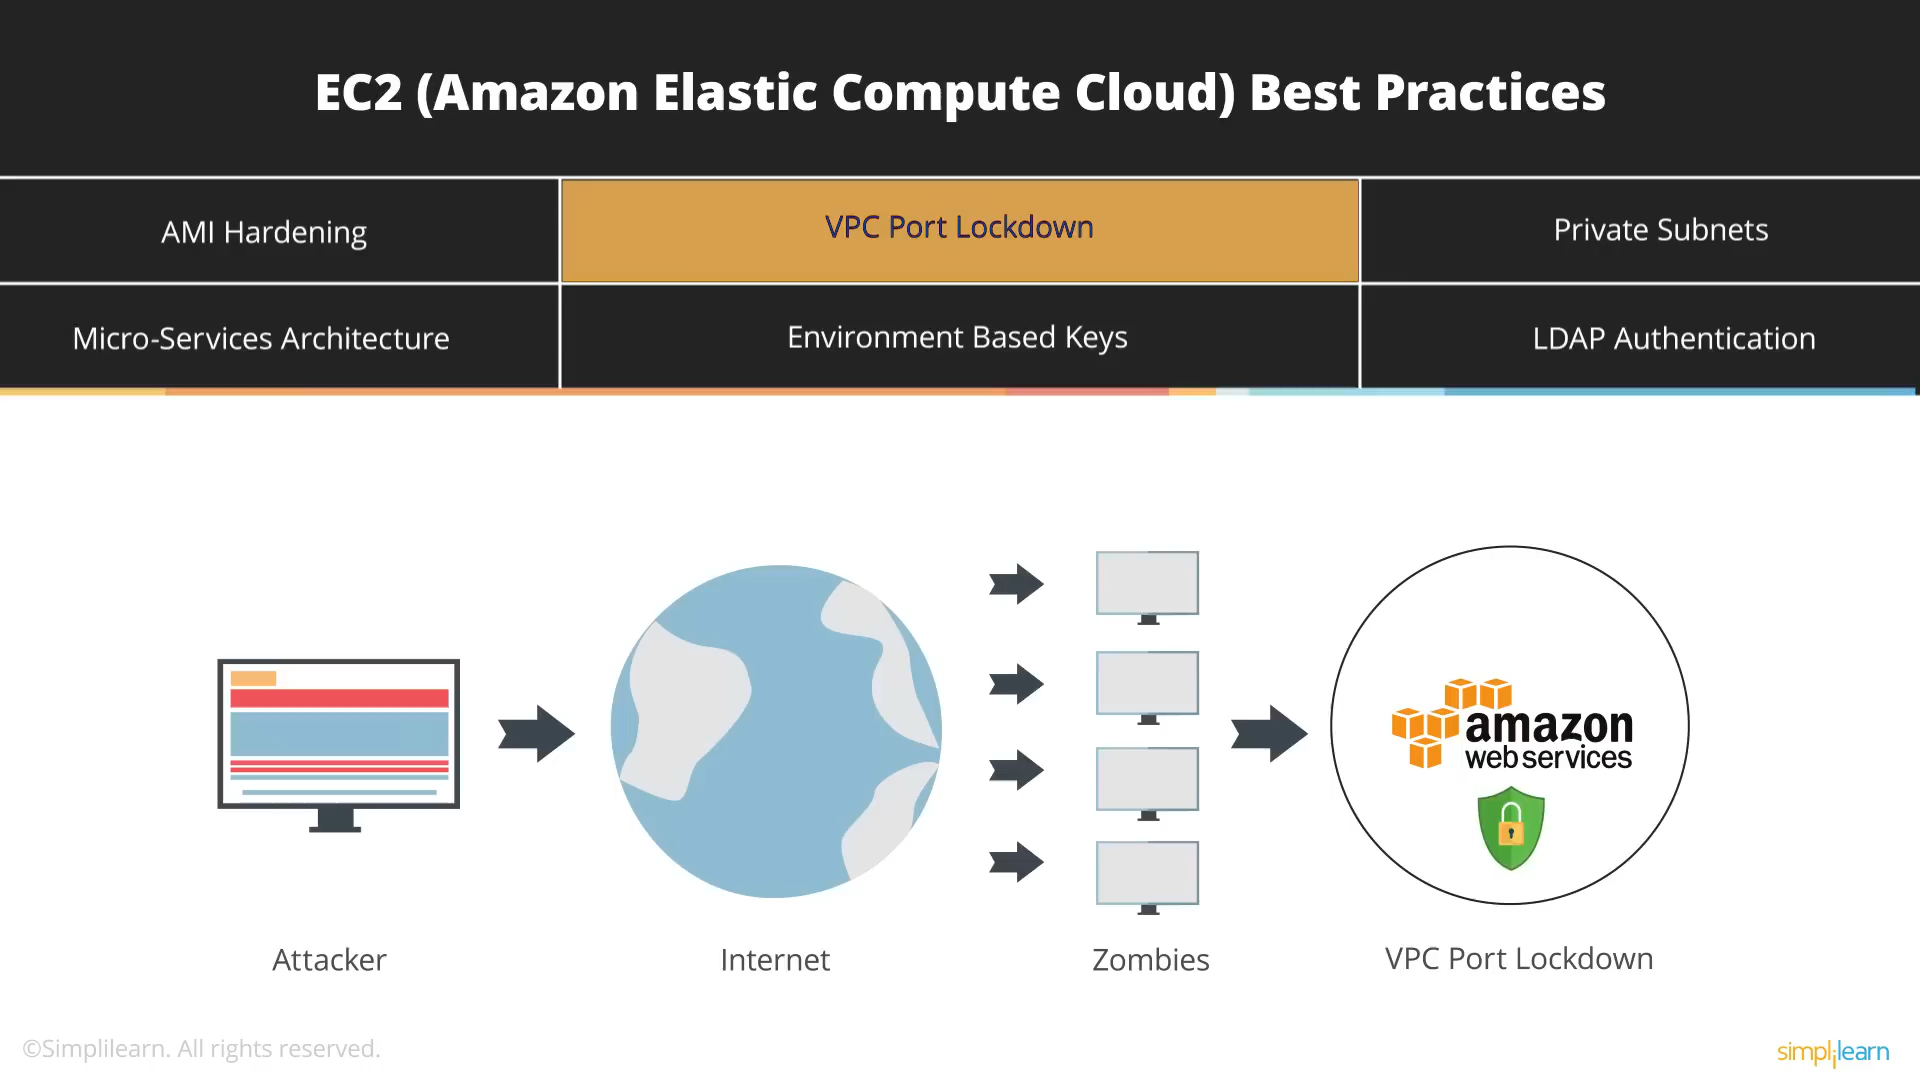 EC2 (Amazon Elastic Compute Cloud) Best Practices
AMI Hardening
VPC Port Lockdown
Private Subnets
Micro-Services Architecture
Environment Based Keys
LDAP Authentication
amazon
web services
Attacker
Internet
Zombies
VPC Port Lockdown
©Simplilearn. All rights reserved.
simplilearn